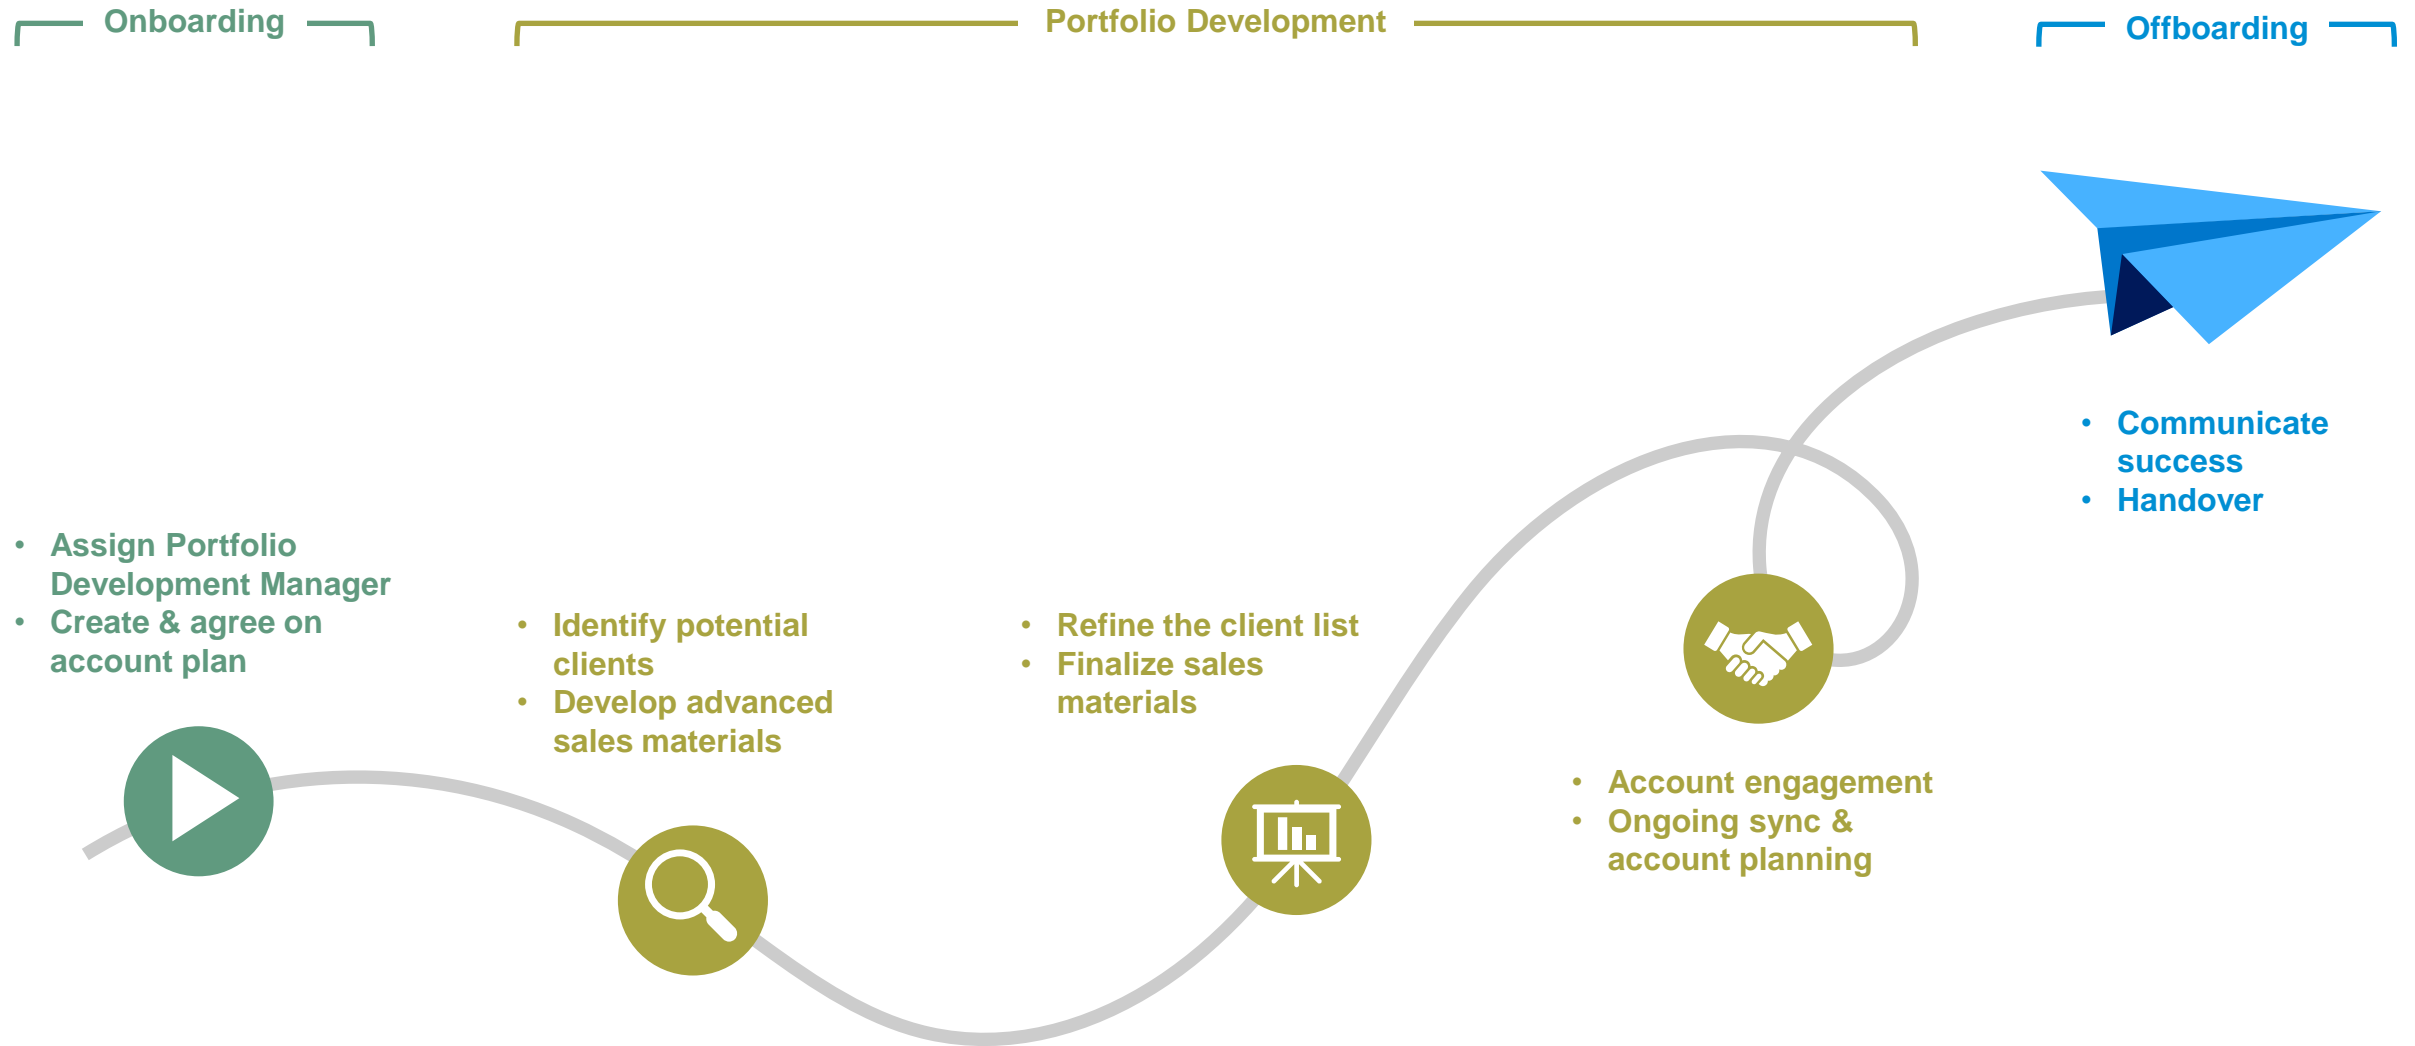 Onboarding
Portfolio Development
Offboarding
• Assign Portfolio
Development Manager
• Create & agree on
account plan
• Identify potential
clients
• Develop advanced
sales materials
• Refine the client list
• Finalize sales
materials
• Account engagement
• Ongoing sync &
account planning
• Communicate
success
• Handover